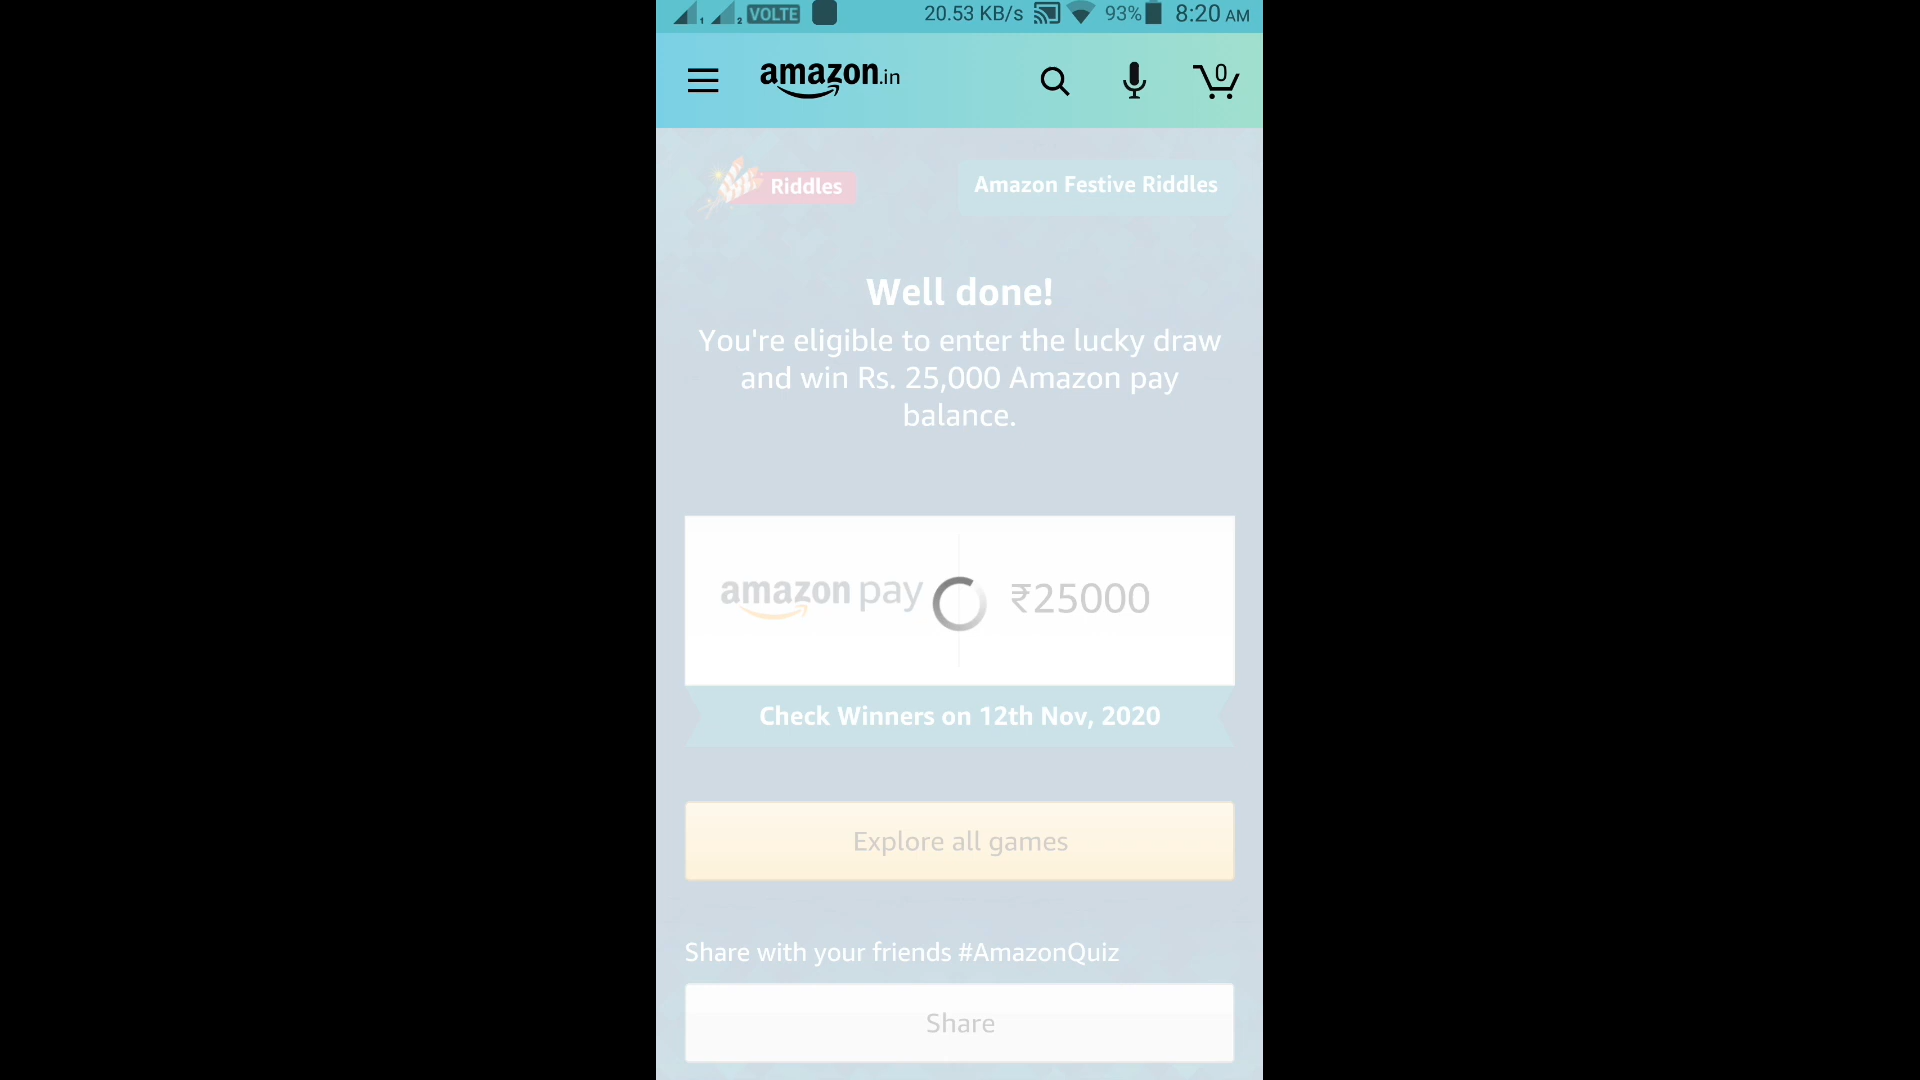 1 2 VOLTE 20.53 KB/s 93% 8:20 AM
amazon.in 0
Riddles
Amazon Festive Riddles
Well done!
You're eligible to enter the lucky draw
and win Rs. 25,000 Amazon pay
balance.
amazon pay ₹25000
Check Winners on 12th Nov, 2020
Explore all games
Share with your friends #AmazonQuiz
Share